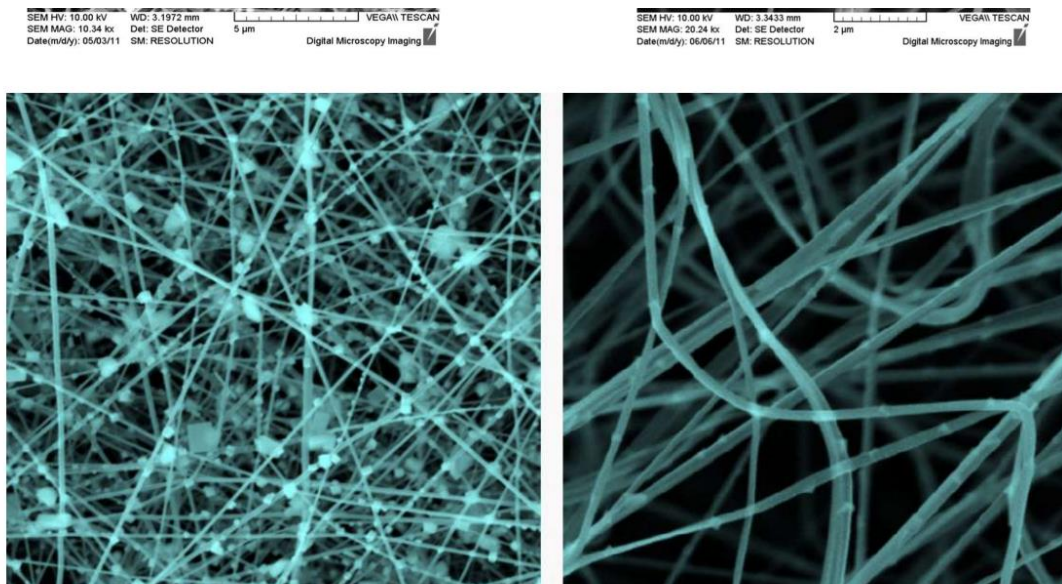 SEM HV: 10.00 kV WD: 3.1972 mm VEGA\\ TESCAN
SEM MAG: 10.34 kx Det: SE Detector 5 µm
Date(m/d/y): 05/03/11 SM: RESOLUTION Digital Microscopy Imaging
SEM HV: 10.00 kV WD: 3.3433 mm VEGA\\ TESCAN
SEM MAG: 20.24 kx Det: SE Detector 2 µm
Date(m/d/y): 06/06/11 SM: RESOLUTION Digital Microscopy Imaging